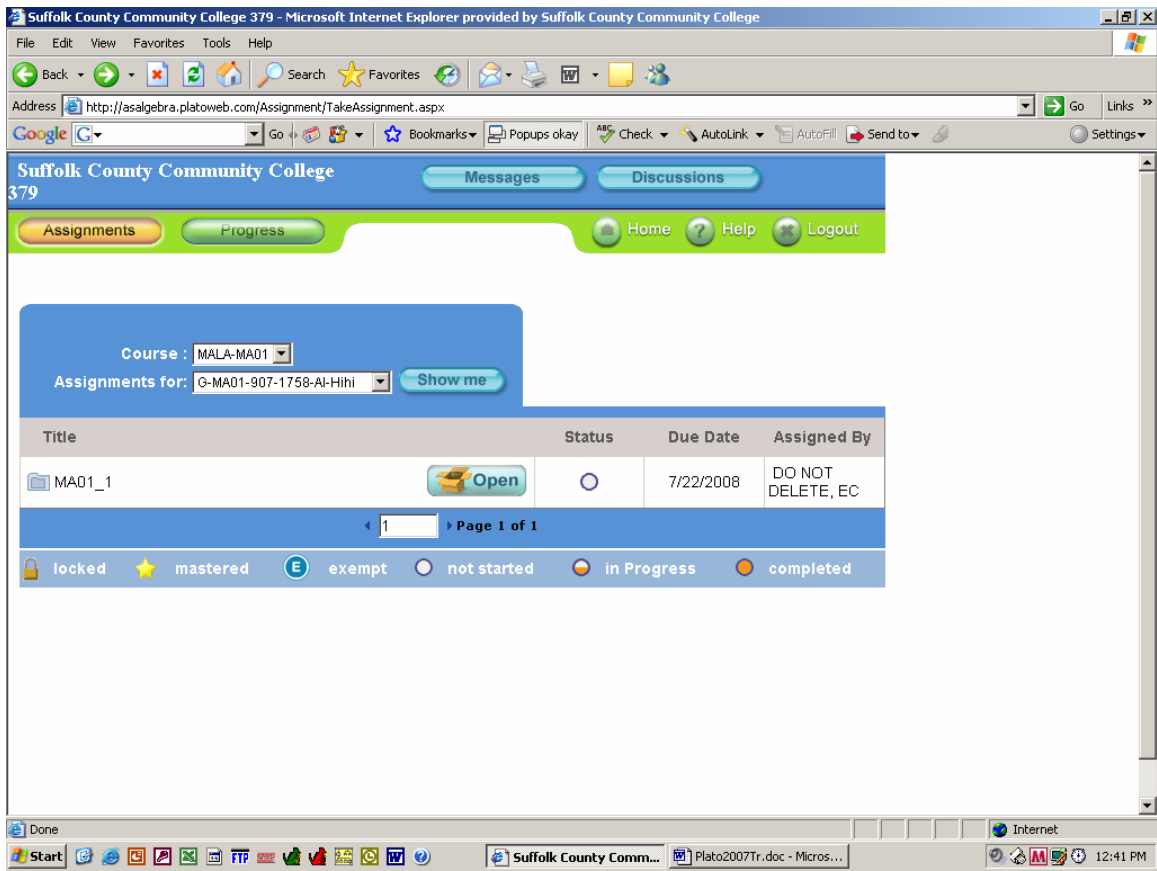 Suffolk County Community College 379 - Microsoft Internet Explorer provided by Suffolk County Community College
File Edit View Favorites Tools Help
Back Search Favorites
Address http://asalgebra.platoweb.com/Assignment/TakeAssignment.aspx Go Links »
Google G Go Bookmarks Popups okay ABC Check AutoLink AutoFill Send to Settings
Suffolk County Community College
379
Messages Discussions
Assignments Progress Home ? Help Logout
Course : MALA-MA01
Assignments for: G-MA01-907-1758-Al-Hihi Show me
Title Status Due Date Assigned By
MA01_1 Open 7/22/2008 DO NOT
DELETE, EC
1 Page 1 of 1
locked mastered E exempt not started in Progress completed
Done Internet
Start FTP W Suffolk County Comm... Plato2007Tr.doc - Micros... M 12:41 PM